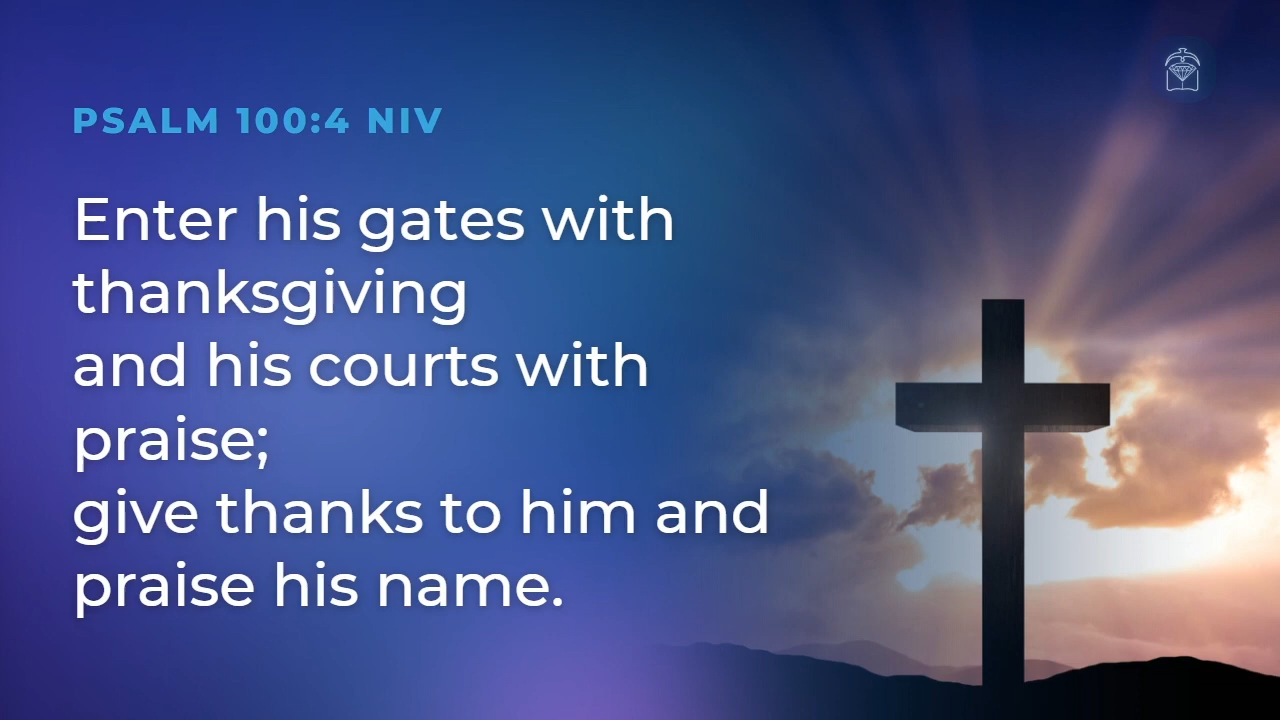 PSALM 100:4 NIV
Enter his gates with
thanksgiving
and his courts with
praise;
give thanks to him and
praise his name.